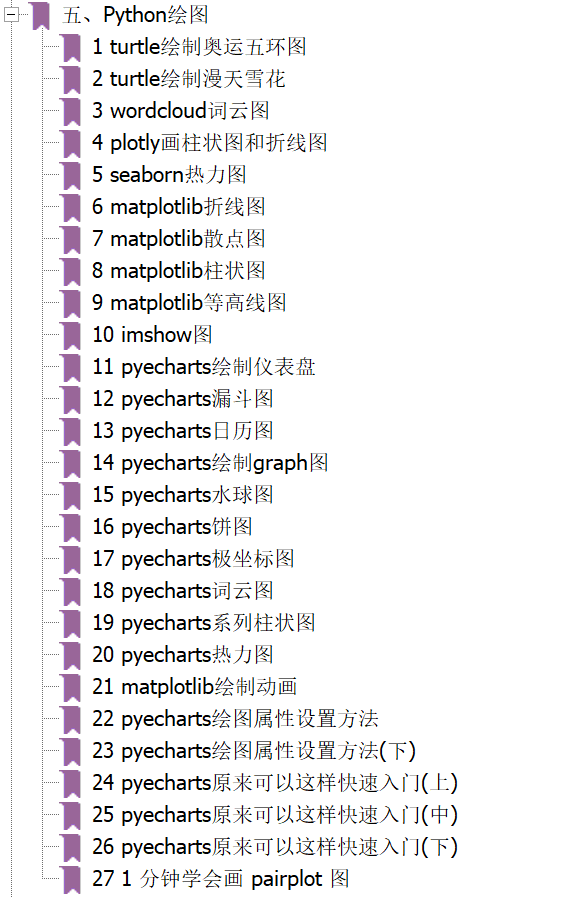 五、Python绘图
1 turtle绘制奥运五环图
2 turtle绘制漫天雪花
3 wordcloud词云图
4 plotly画柱状图和折线图
5 seaborn热力图
6 matplotlib折线图
7 matplotlib散点图
8 matplotlib柱状图
9 matplotlib等高线图
10 imshow图
11 pyecharts绘制仪表盘
12 pyecharts漏斗图
13 pyecharts日历图
14 pyecharts绘制graph图
15 pyecharts水球图
16 pyecharts饼图
17 pyecharts极坐标图
18 pyecharts词云图
19 pyecharts系列柱状图
20 pyecharts热力图
21 matplotlib绘制动画
22 pyecharts绘图属性设置方法
23 pyecharts绘图属性设置方法(下)
24 pyecharts原来可以这样快速入门(上)
25 pyecharts原来可以这样快速入门(中)
26 pyecharts原来可以这样快速入门(下)
27 1 分钟学会画 pairplot 图